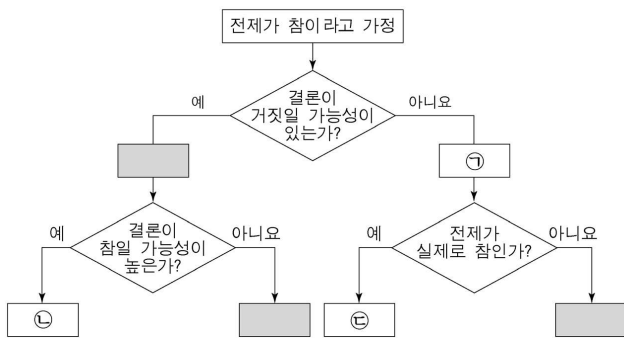 전제가 참이라고 가정
예
결론이
거짓일 가능성이
있는가?
아니요
㉠
예
결론이
참일 가능성이
높은가?
아니요
예
전제가
실제로 참인가?
아니요
㉡
㉢